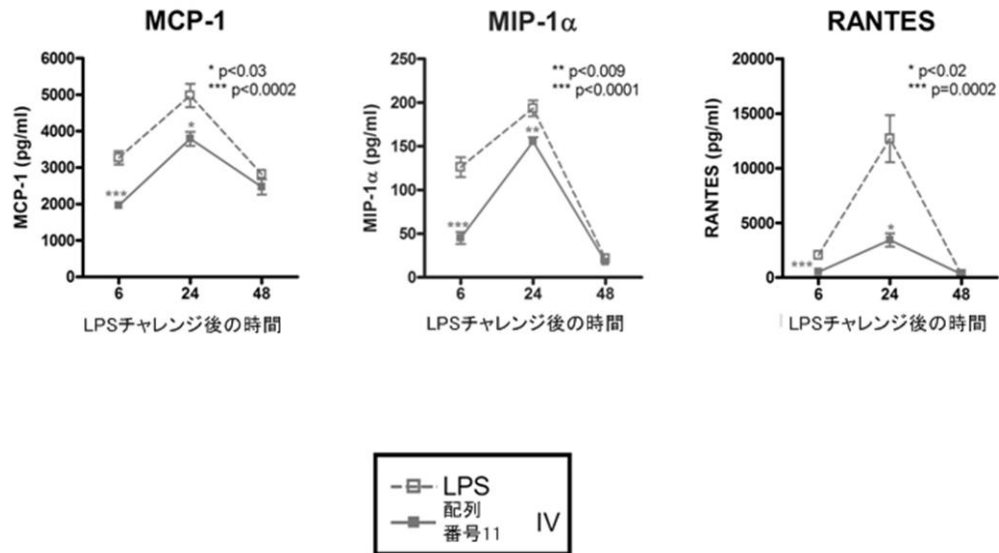 MCP-1
MCP-1 (pg/ml)
6000
5000
4000
3000
2000
1000
0
* p<0.03
*** p<0.0002
***
*
6 24 48
LPSチャレンジ後の時間
MIP-1α
MIP-1α (pg/ml)
250
200
150
100
50
0
** p<0.009
*** p<0.0001
***
**
6 24 48
LPSチャレンジ後の時間
RANTES
RANTES (pg/ml)
20000
15000
10000
5000
0
* p<0.02
*** p=0.0002
***
*
6 24 48
LPSチャレンジ後の時間
LPS
配列
番号11 IV